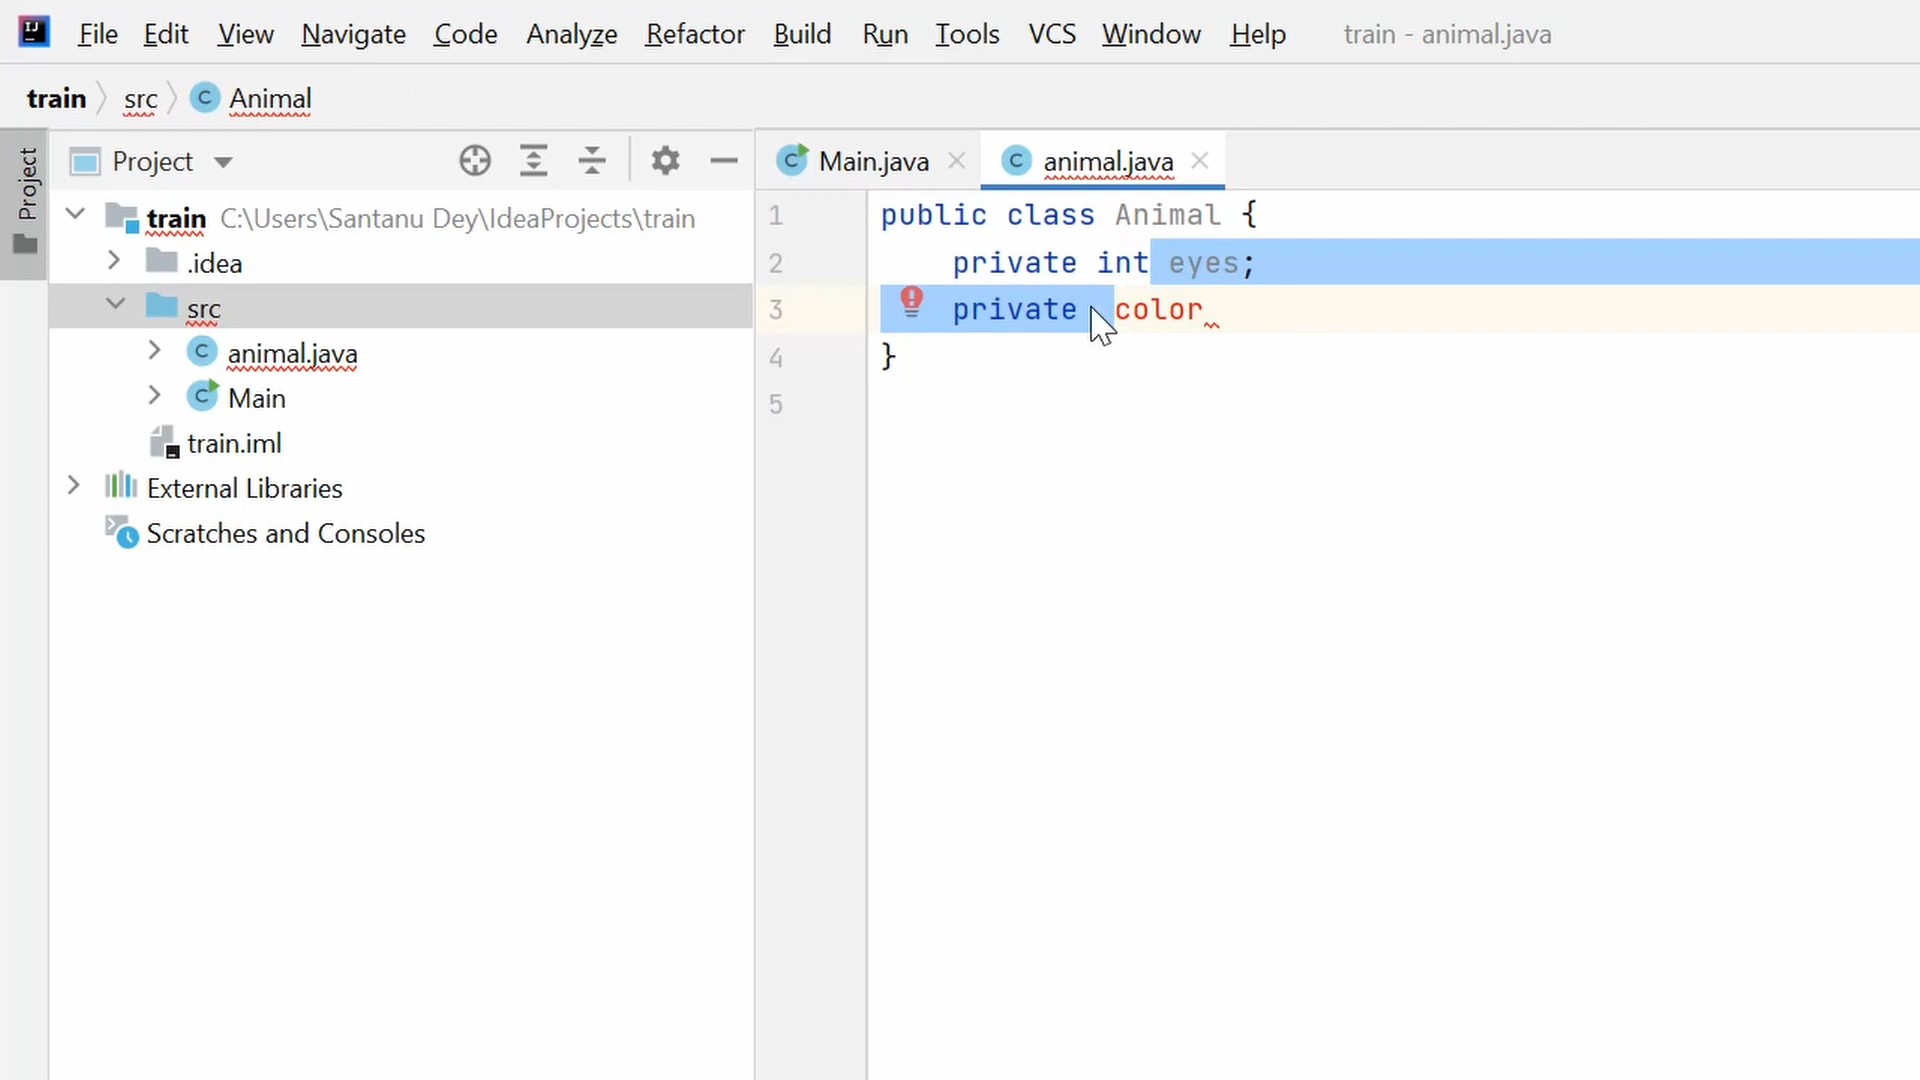 IJ File Edit View Navigate Code Analyze Refactor Build Run Tools VCS Window Help train - animal.java
train src C Animal
Project
Project
train C:\Users\Santanu Dey\IdeaProjects\train
.idea
src
C animal.java
C Main
train.iml
External Libraries
Scratches and Consoles
C Main.java C animal.java
1 public class Animal {
2 private int eyes;
3 private color
4 }
5